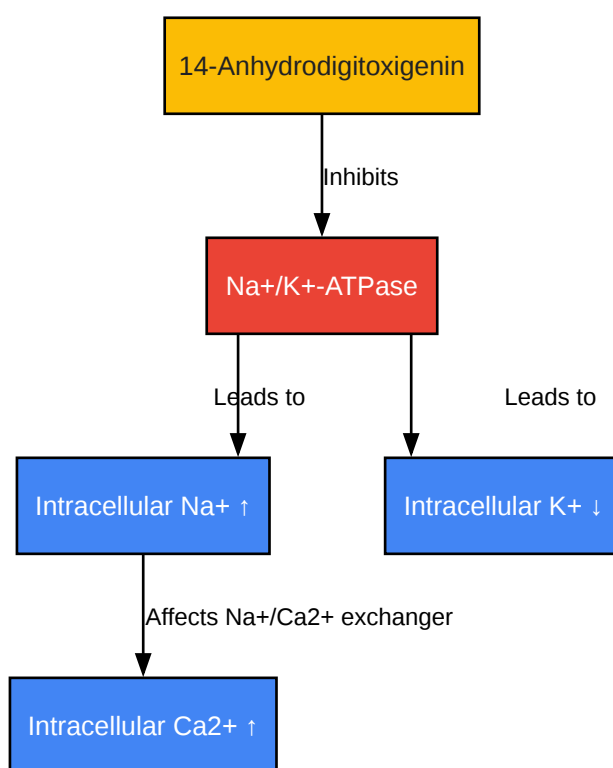 14-Anhydrodigitoxigenin
Inhibits
Na+/K+-ATPase
Leads to
Leads to
Intracellular Na+ ↑
Intracellular K+ ↓
Affects Na+/Ca2+ exchanger
Intracellular Ca2+ ↑